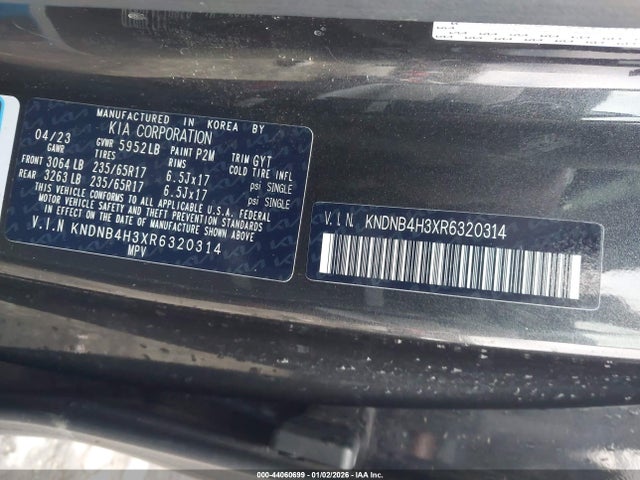 MANUFACTURED IN KOREA BY
KIA CORPORATION
04/23 GVWR 5952LB PAINT P2M TRIM GYT
GAWR TIRES RIMS COLD TIRE INFL
FRONT 3064 LB 235/65R17 6.5Jx17 psi SINGLE
REAR 3263 LB 235/65R17 6.5Jx17 psi SINGLE
THIS VEHICLE CONFORMS TO ALL APPLICABLE U.S.A. FEDERAL
MOTOR VEHICLE SAFETY AND THEFT PREVENTION STANDARDS
IN EFFECT ON THE DATE OF MANUFACTURE SHOWN ABOVE
V.I.N KNDNB4H3XR6320314
MPV
V.I.N KNDNB4H3XR6320314
000-44060699 - 01/02/2026 - IAA Inc.